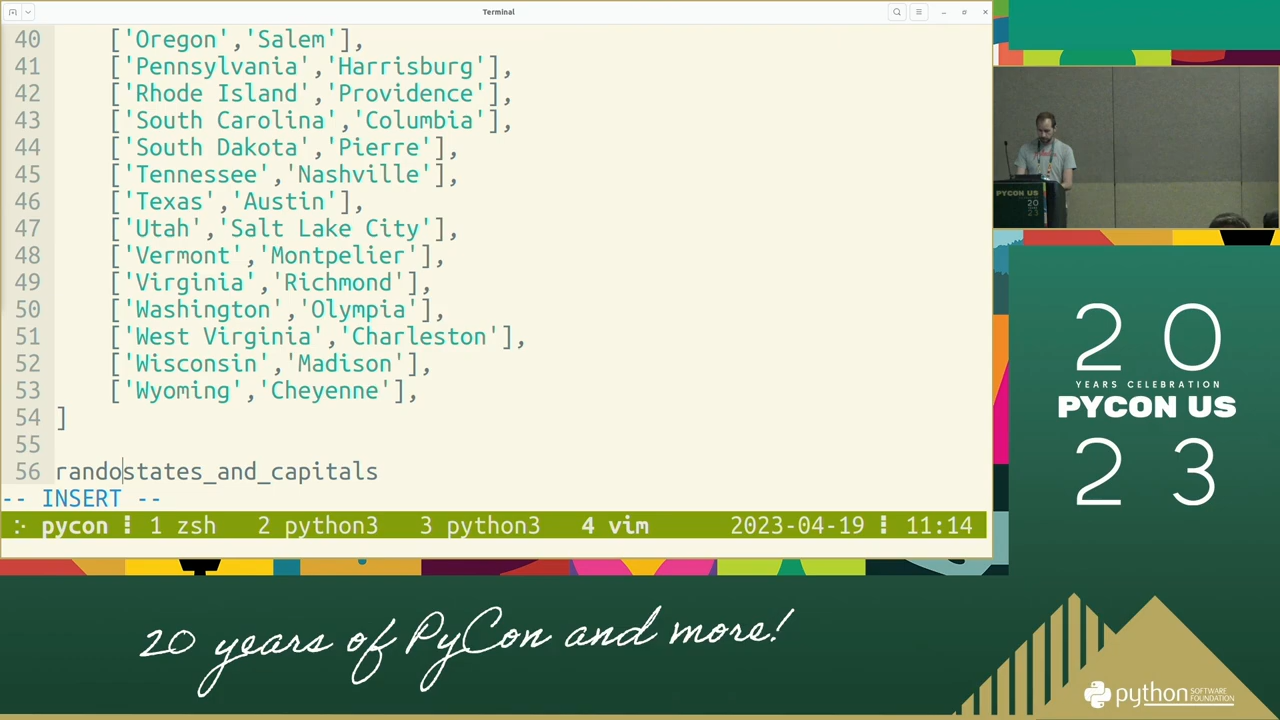 Terminal
40 ['Oregon','Salem'],
41 ['Pennsylvania','Harrisburg'],
42 ['Rhode Island','Providence'],
43 ['South Carolina','Columbia'],
44 ['South Dakota','Pierre'],
45 ['Tennessee','Nashville'],
46 ['Texas','Austin'],
47 ['Utah','Salt Lake City'],
48 ['Vermont','Montpelier'],
49 ['Virginia','Richmond'],
50 ['Washington','Olympia'],
51 ['West Virginia','Charleston'],
52 ['Wisconsin','Madison'],
53 ['Wyoming','Cheyenne'],
54 ]
55
56 randostates_and_capitals
-- INSERT --
pycon 1 zsh 2 python3 3 python3 4 vim 2023-04-19 11:14
PYCON US
20
23
20
YEARS CELEBRATION
PYCON US
23
20 years of PyCon and more!
python SOFTWARE FOUNDATION